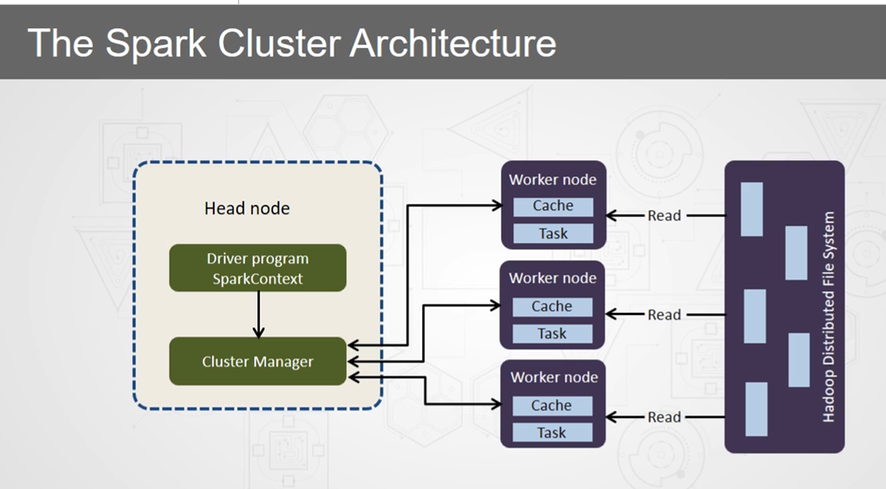 The Spark Cluster Architecture
Head node
Driver program
SparkContext
Cluster Manager
Worker node
Cache
Task
Read
Worker node
Cache
Task
Read
Worker node
Cache
Task
Read
Hadoop Distributed File System